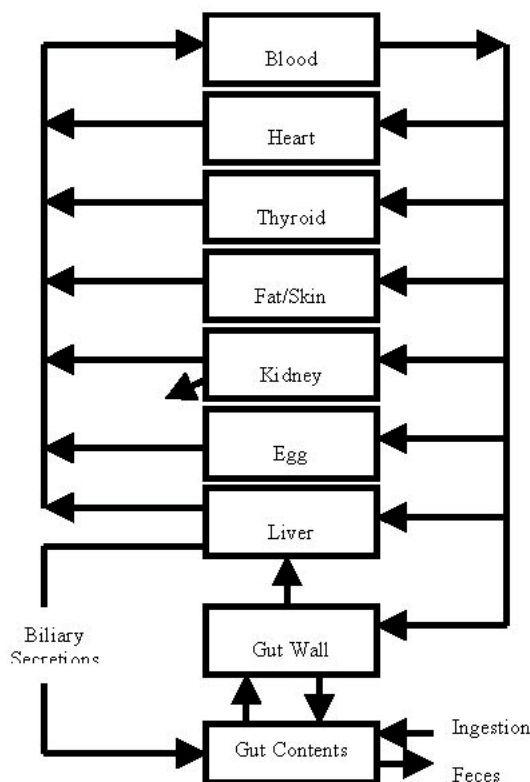 Blood
Heart
Thyroid
Fat/Skin
Kidney
Egg
Liver
Biliary
Secretions
Gut Wall
Gut Contents
Ingestion
Feces